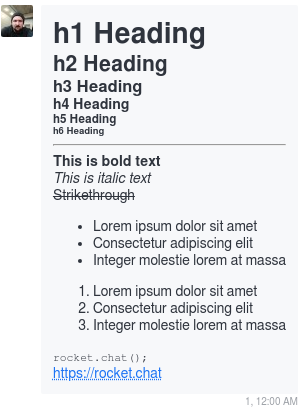 h1 Heading
h2 Heading
h3 Heading
h4 Heading
h5 Heading
h6 Heading
This is bold text
This is italic text
Strikethrough
• Lorem ipsum dolor sit amet
• Consectetur adipiscing elit
• Integer molestie lorem at massa
1. Lorem ipsum dolor sit amet
2. Consectetur adipiscing elit
3. Integer molestie lorem at massa
rocket.chat();
https://rocket.chat
1, 12:00 AM